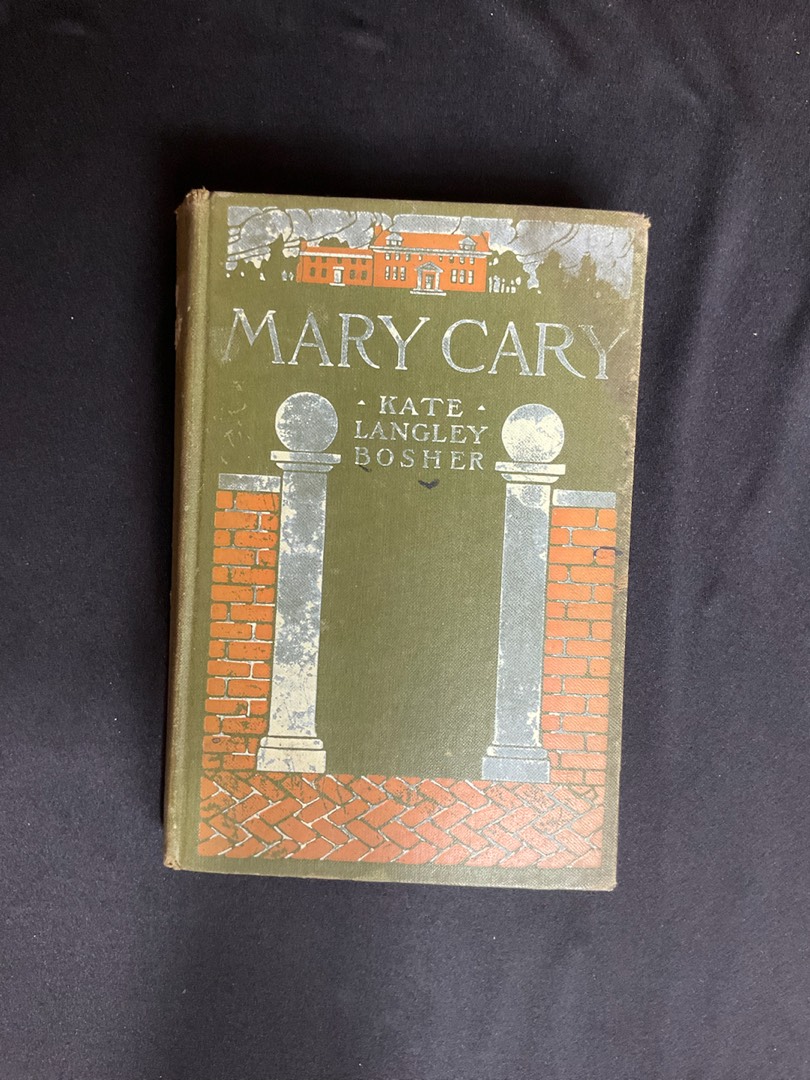 MARY CARY
· KATE ·
LANGLEY
BOSHER